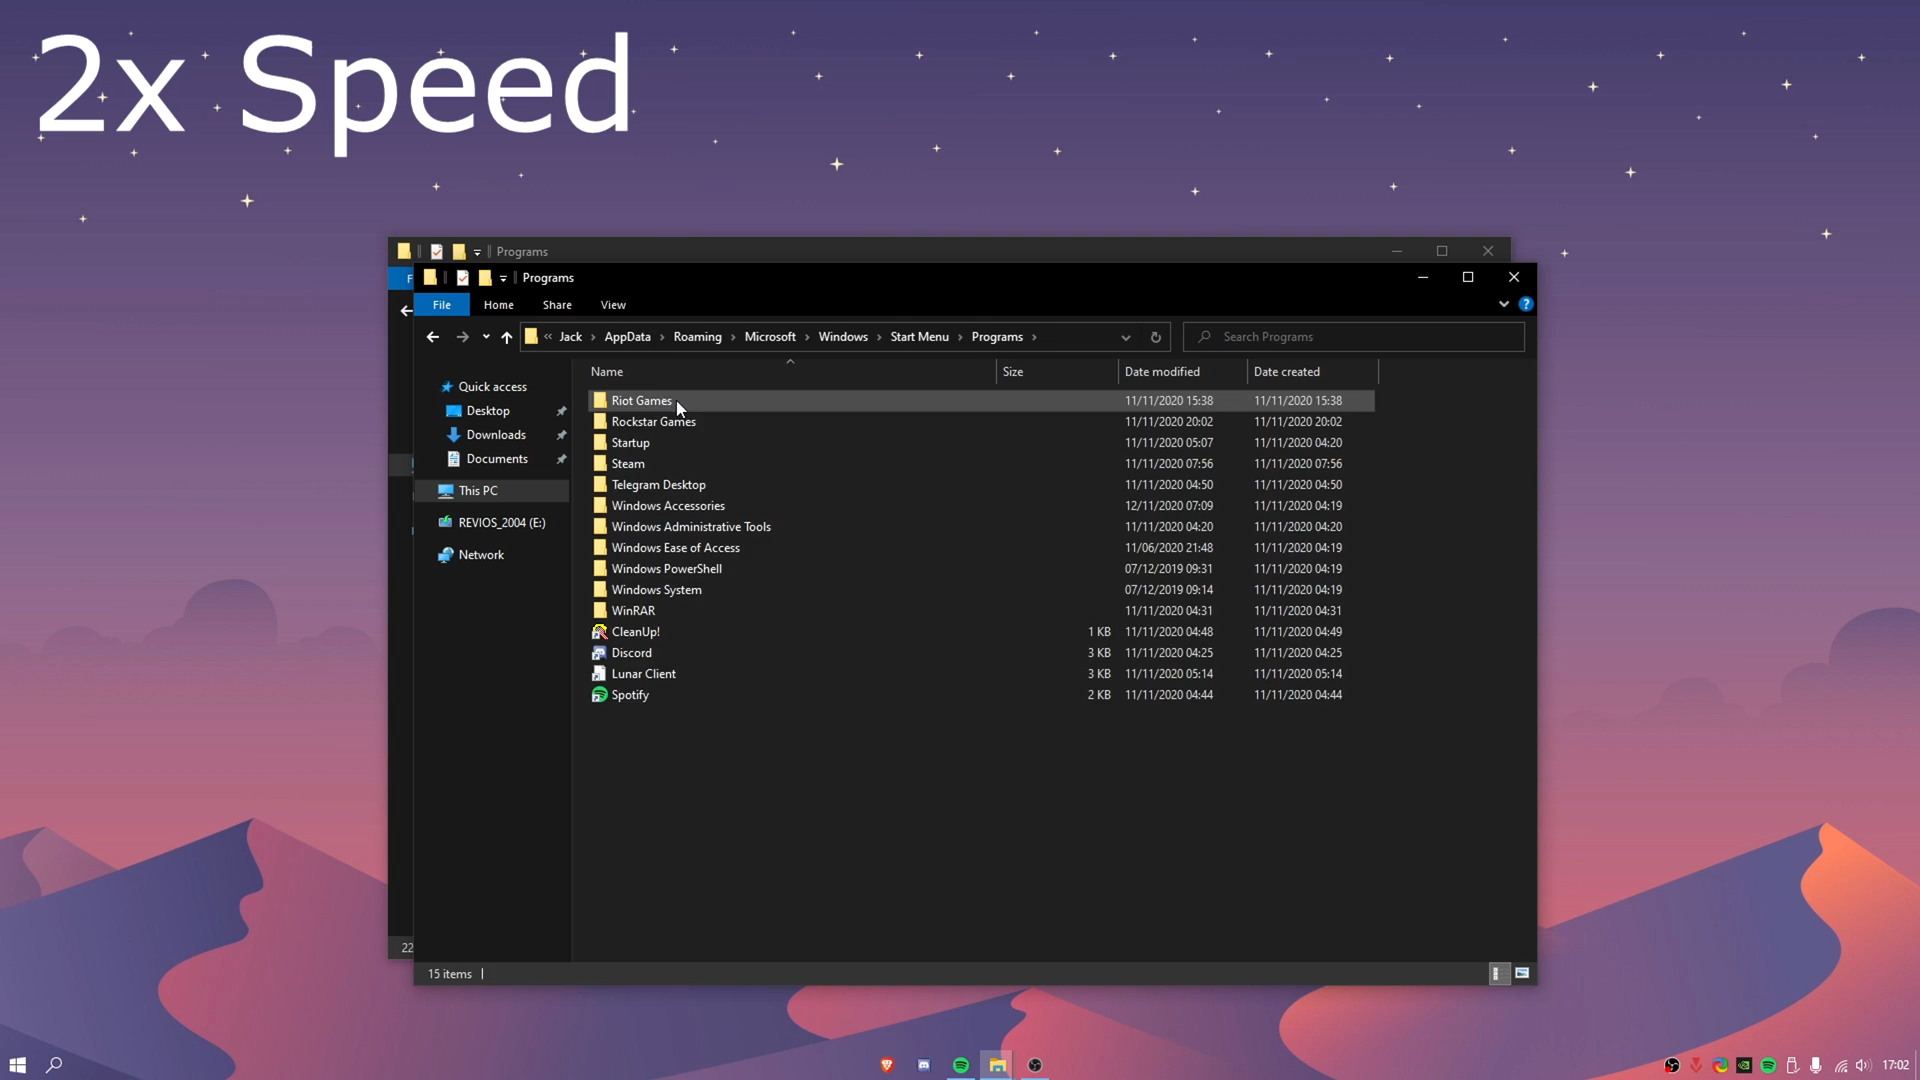 2x Speed
Programs
F
Programs
File Home Share View
« Jack > AppData > Roaming > Microsoft > Windows > Start Menu > Programs >
Search Programs
Quick access
Desktop
Downloads
Documents
This PC
REVIOS_2004 (E:)
Network
Name Size Date modified Date created
Riot Games 11/11/2020 15:38 11/11/2020 15:38
Rockstar Games 11/11/2020 20:02 11/11/2020 20:02
Startup 11/11/2020 05:07 11/11/2020 04:20
Steam 11/11/2020 07:56 11/11/2020 07:56
Telegram Desktop 11/11/2020 04:50 11/11/2020 04:50
Windows Accessories 12/11/2020 07:09 11/11/2020 04:19
Windows Administrative Tools 11/11/2020 04:20 11/11/2020 04:20
Windows Ease of Access 11/06/2020 21:48 11/11/2020 04:19
Windows PowerShell 07/12/2019 09:31 11/11/2020 04:19
Windows System 07/12/2019 09:14 11/11/2020 04:19
WinRAR 11/11/2020 04:31 11/11/2020 04:31
CleanUp! 1 KB 11/11/2020 04:48 11/11/2020 04:49
Discord 3 KB 11/11/2020 04:25 11/11/2020 04:25
Lunar Client 3 KB 11/11/2020 05:14 11/11/2020 05:14
Spotify 2 KB 11/11/2020 04:44 11/11/2020 04:44
22
15 items
17:02